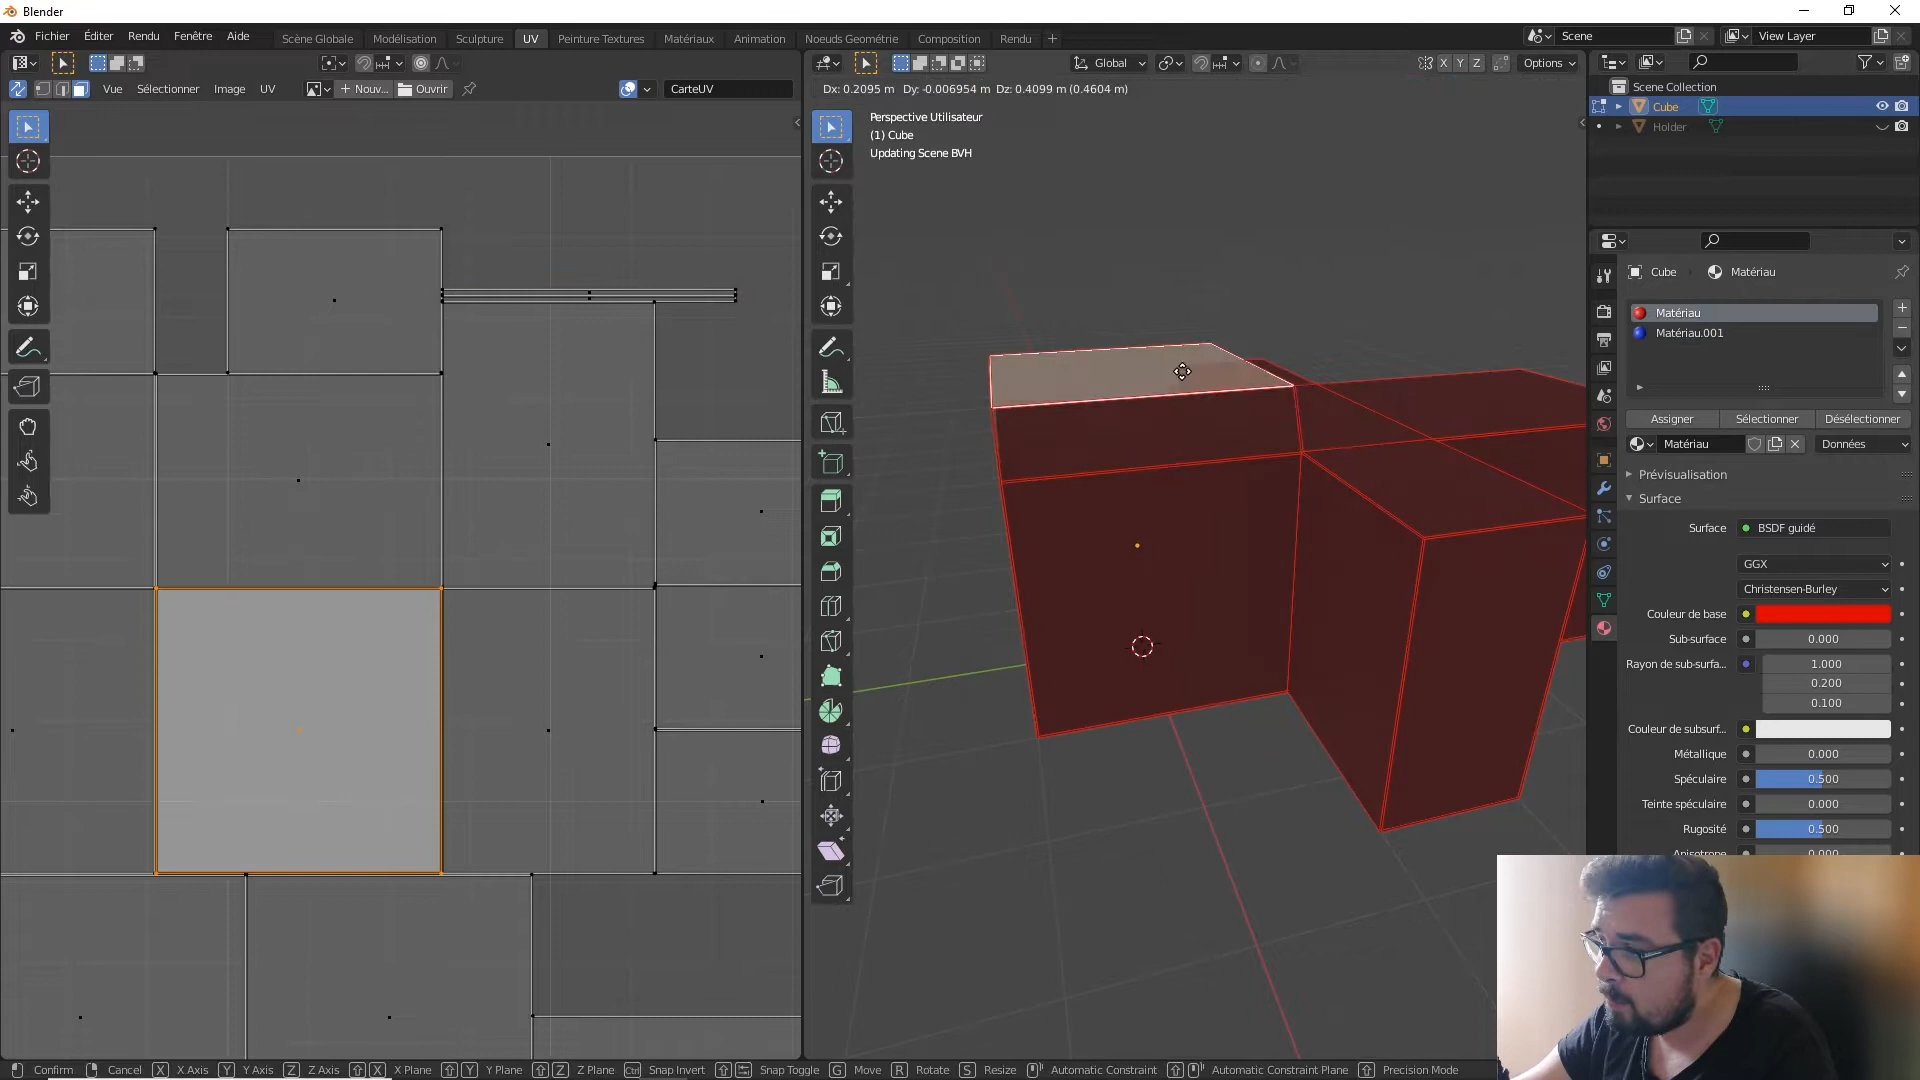 Blender
Fichier Éditer Rendu Fenêtre Aide Scène Globale Modélisation Sculpture UV Peinture Textures Matériaux Animation Noeuds Géométrie Composition Rendu Scene View Layer
Global X Y Z Options
Vue Sélectionner Image UV Nouv... Ouvrir CarteUV
Dx: 0.2095 m Dy: -0.006954 m Dz: 0.4099 m (0.4604 m)
Perspective Utilisateur
(1) Cube
Updating Scene BVH
Scene Collection
Cube
Holder
Cube Matériau
Matériau
Matériau.001
Assigner Sélectionner Désélectionner
Matériau Données
Prévisualisation
Surface
Surface BSDF guidé
GGX
Christensen-Burley
Couleur de base
Sub-surface 0.000
Rayon de sub-surfa... 1.000
0.200
0.100
Couleur de subsurf...
Métallique 0.000
Spéculaire 0.500
Teinte spéculaire 0.000
Rugosité 0.500
Anisotrope 0.000
Confirm Cancel X X Axis Y Y Axis Z Z Axis X X Plane Y Y Plane Z Z Plane Ctrl Snap Invert Snap Toggle G Move R Rotate S Resize Automatic Constraint Automatic Constraint Plane Precision Mode